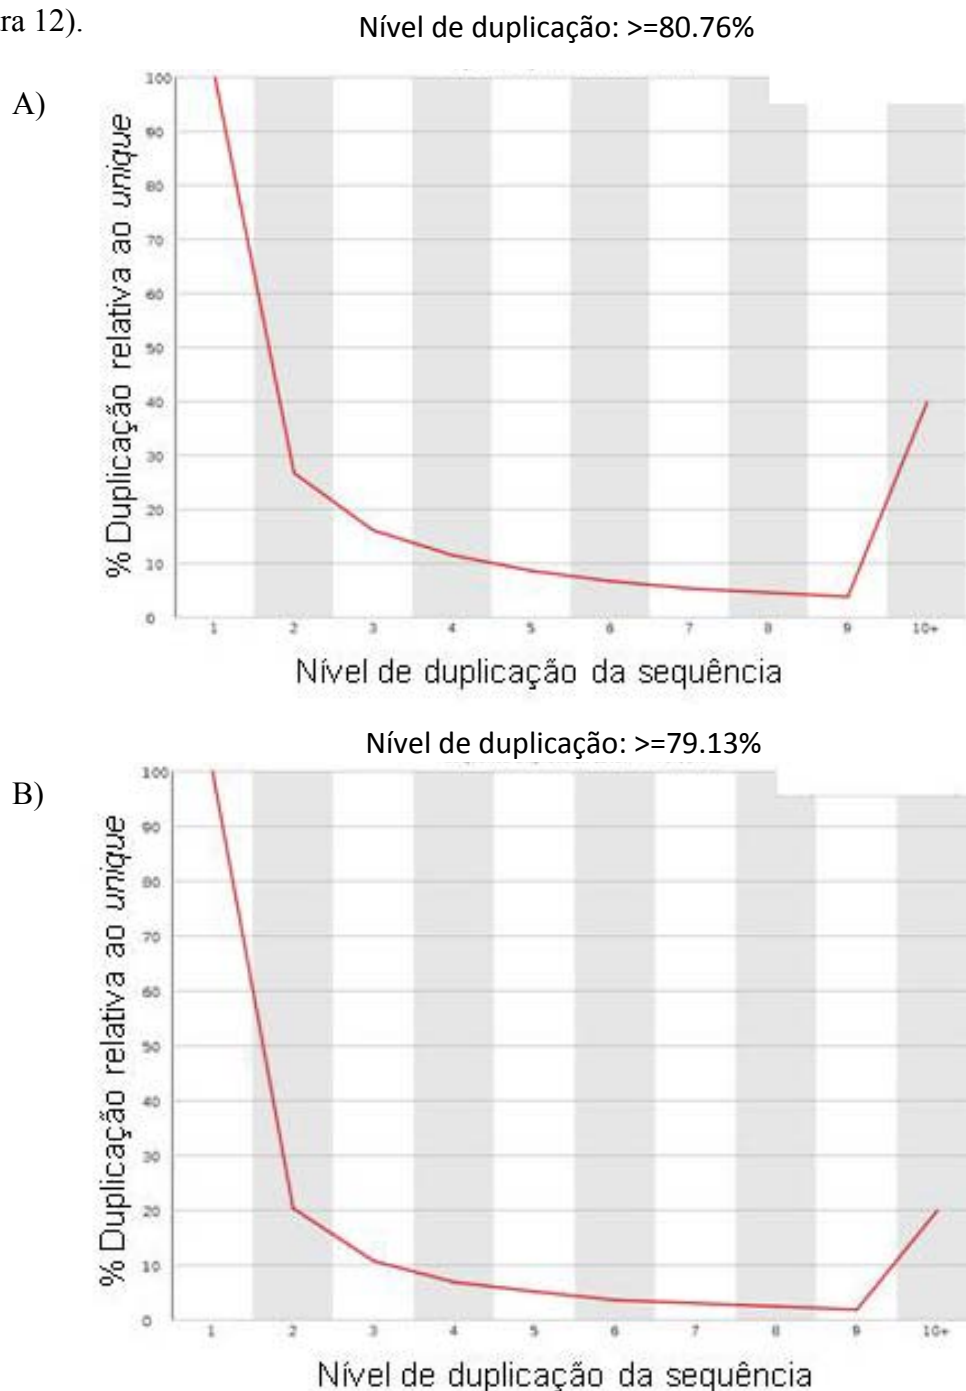 ra 12).
Nível de duplicação: >=80.76%
A)
% Duplicação relativa ao unique
100
90
80
70
60
50
40
30
20
10
0
1 2 3 4 5 6 7 8 9 10+
Nível de duplicação da sequência
Nível de duplicação: >=79.13%
B)
% Duplicação relativa ao unique
100
90
80
70
60
50
40
30
20
10
0
1 2 3 4 5 6 7 8 9 10+
Nível de duplicação da sequência